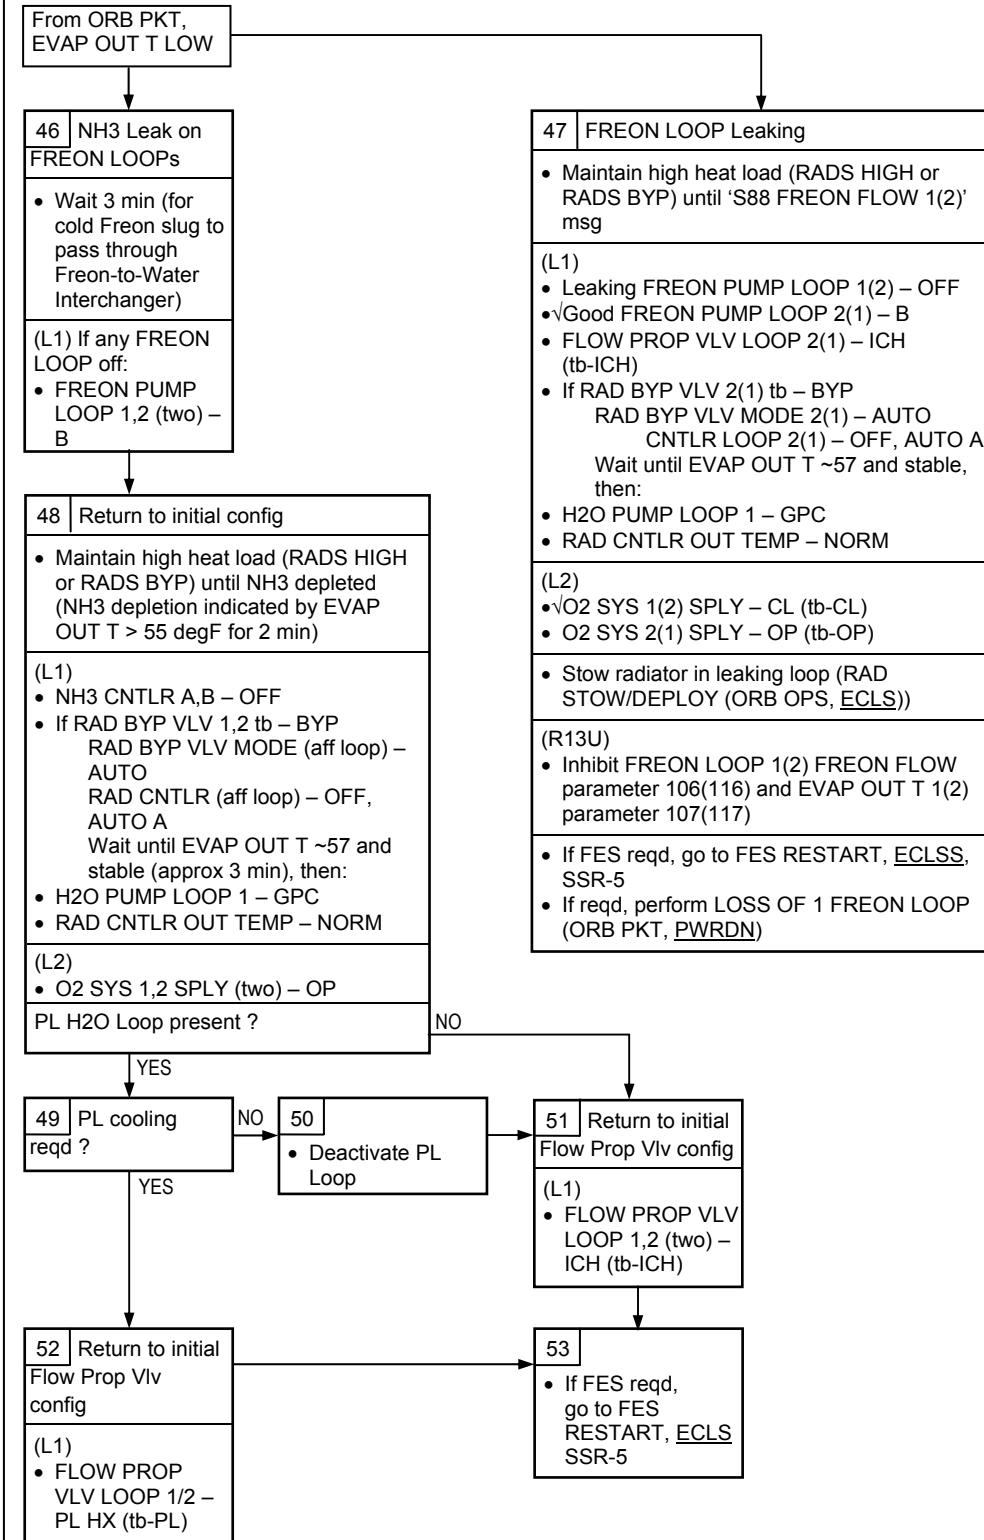 From ORB PKT,
EVAP OUT T LOW
46 NH3 Leak on
FREON LOOPs
• Wait 3 min (for
cold Freon slug to
pass through
Freon-to-Water
Interchanger)
(L1) If any FREON
LOOP off:
• FREON PUMP
LOOP 1,2 (two) –
B
47 FREON LOOP Leaking
• Maintain high heat load (RADS HIGH or
RADS BYP) until ‘S88 FREON FLOW 1(2)’
msg
(L1)
• Leaking FREON PUMP LOOP 1(2) – OFF
•√Good FREON PUMP LOOP 2(1) – B
• FLOW PROP VLV LOOP 2(1) – ICH
(tb-ICH)
• If RAD BYP VLV 2(1) tb – BYP
RAD BYP VLV MODE 2(1) – AUTO
CNTLR LOOP 2(1) – OFF, AUTO A
Wait until EVAP OUT T ~57 and stable,
then:
• H2O PUMP LOOP 1 – GPC
• RAD CNTLR OUT TEMP – NORM
(L2)
•√O2 SYS 1(2) SPLY – CL (tb-CL)
• O2 SYS 2(1) SPLY – OP (tb-OP)
• Stow radiator in leaking loop (RAD
STOW/DEPLOY (ORB OPS, ECLS))
(R13U)
• Inhibit FREON LOOP 1(2) FREON FLOW
parameter 106(116) and EVAP OUT T 1(2)
parameter 107(117)
• If FES reqd, go to FES RESTART, ECLSS,
SSR-5
• If reqd, perform LOSS OF 1 FREON LOOP
(ORB PKT, PWRDN)
48 Return to initial config
• Maintain high heat load (RADS HIGH
or RADS BYP) until NH3 depleted
(NH3 depletion indicated by EVAP
OUT T > 55 degF for 2 min)
(L1)
• NH3 CNTLR A,B – OFF
• If RAD BYP VLV 1,2 tb – BYP
RAD BYP VLV MODE (aff loop) –
AUTO
RAD CNTLR (aff loop) – OFF,
AUTO A
Wait until EVAP OUT T ~57 and
stable (approx 3 min), then:
• H2O PUMP LOOP 1 – GPC
• RAD CNTLR OUT TEMP – NORM
(L2)
• O2 SYS 1,2 SPLY (two) – OP
PL H2O Loop present ?
NO
YES
49 PL cooling
reqd ?
NO
YES
50
• Deactivate PL
Loop
51 Return to initial
Flow Prop Vlv config
(L1)
• FLOW PROP VLV
LOOP 1,2 (two) –
ICH (tb-ICH)
52 Return to initial
Flow Prop Vlv
config
(L1)
• FLOW PROP
VLV LOOP 1/2 –
PL HX (tb-PL)
53
• If FES reqd,
go to FES
RESTART, ECLS
SSR-5